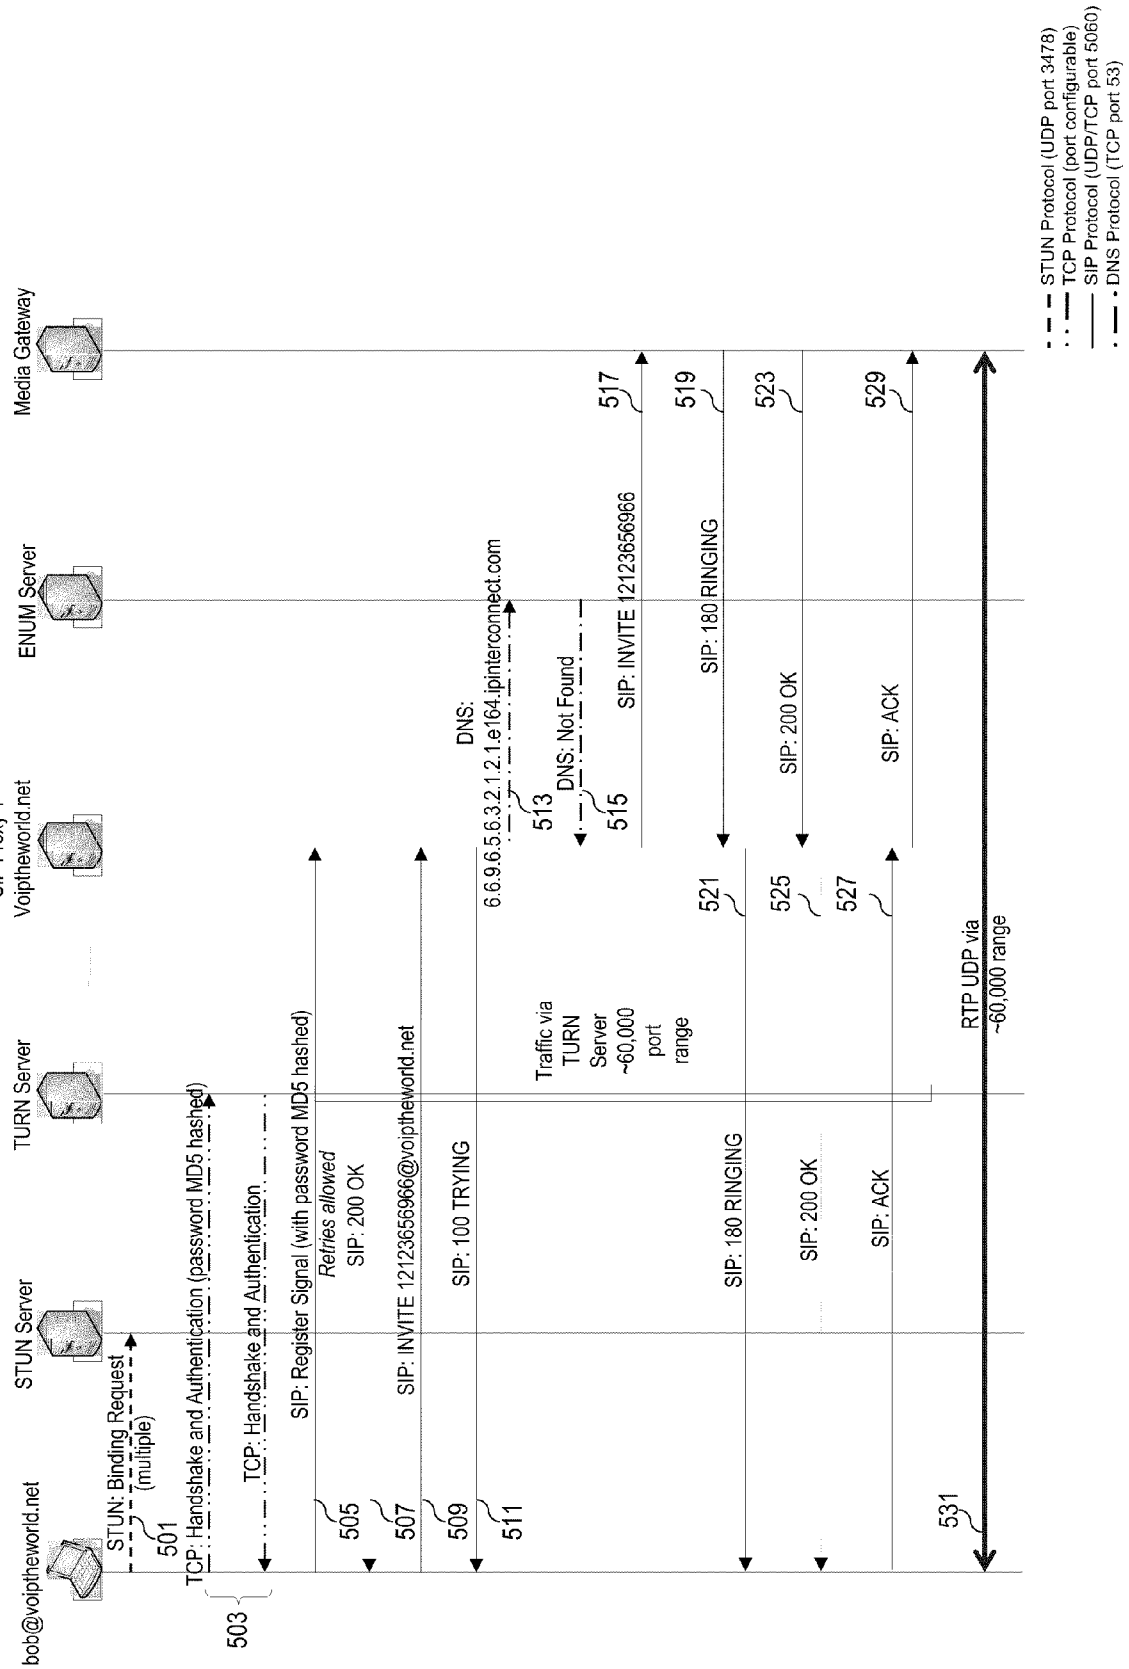 bob@voiptheworld.net
STUN Server
TURN Server
Voiptheworld.net
ENUM Server
Media Gateway
STUN: Binding Request
(multiple)
501
TCP: Handshake and Authentication (password MD5 hashed)
TCP: Handshake and Authentication
503
SIP: Register Signal (with password MD5 hashed)
Retries allowed
505
SIP: 200 OK
507
SIP: INVITE 12123656966@voiptheworld.net
509
SIP: 100 TRYING
511
DNS:
6.6.9.6.5.6.3.2.1.2.1.e164.ipinterconnect.com
513
DNS: Not Found
515
Traffic via
TURN
Server
~60,000
port
range
SIP: INVITE 12123656966
517
SIP: 180 RINGING
519
SIP: 180 RINGING
521
SIP: 200 OK
523
SIP: 200 OK
525
SIP: ACK
527
SIP: ACK
529
RTP UDP via
~60,000 range
531
STUN Protocol (UDP port 3478)
TCP Protocol (port configurable)
SIP Protocol (UDP/TCP port 5060)
DNS Protocol (TCP port 53)